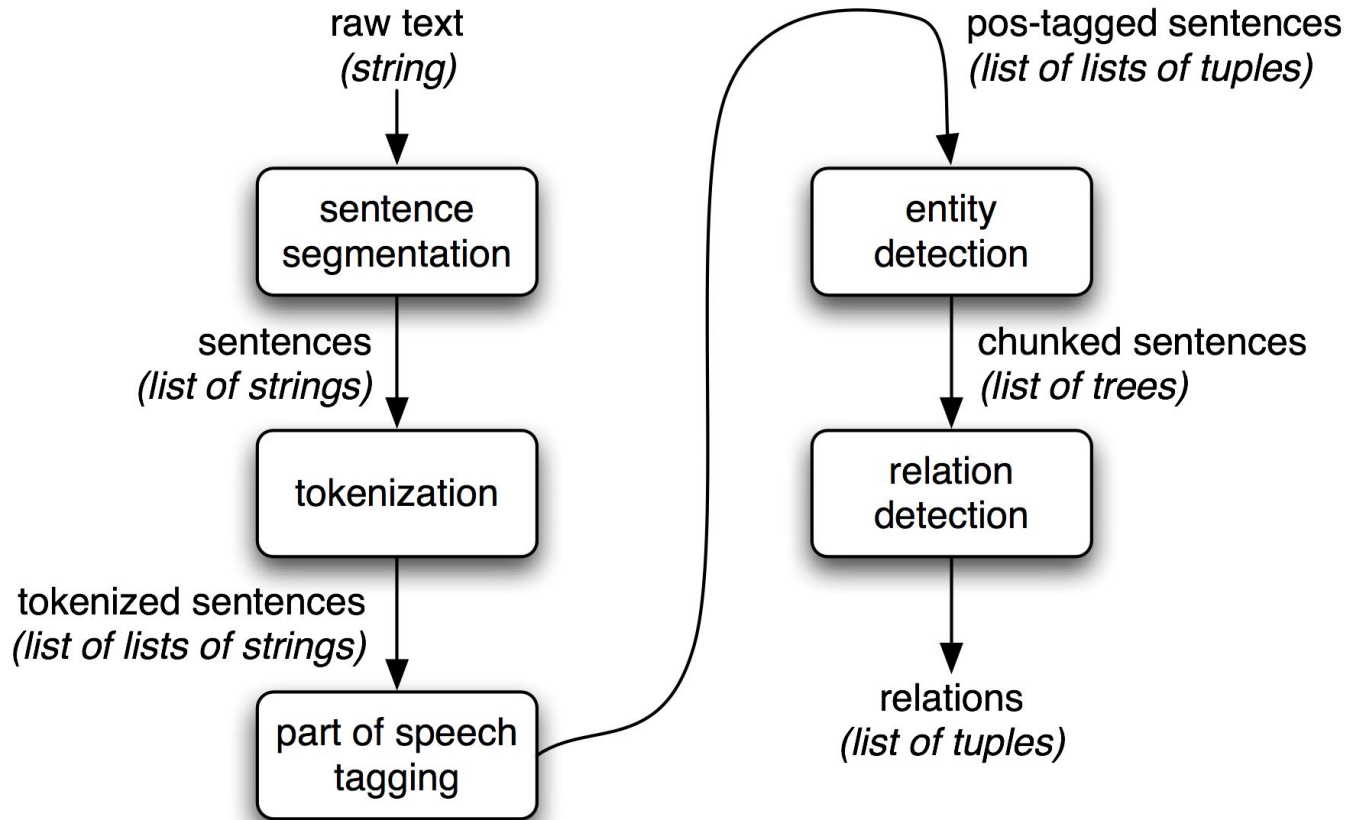 raw text
(string)
sentence
segmentation
sentences
(list of strings)
tokenization
tokenized sentences
(list of lists of strings)
part of speech
tagging
pos-tagged sentences
(list of lists of tuples)
entity
detection
chunked sentences
(list of trees)
relation
detection
relations
(list of tuples)